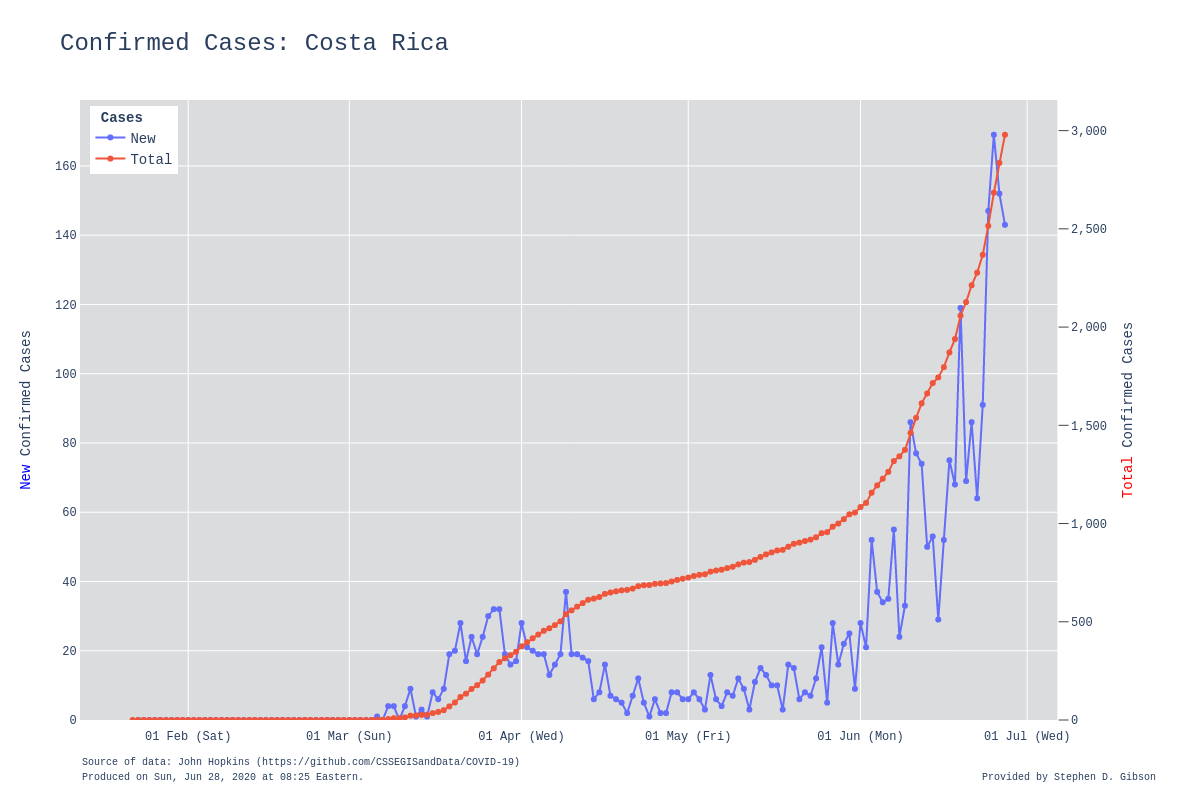 Confirmed Cases: Costa Rica
Cases
New
Total
160
140
120
100
80
60
40
20
0
3,000
2,500
2,000
1,500
1,000
500
0
New Confirmed Cases
Total Confirmed Cases
01 Feb (Sat)
01 Mar (Sun)
01 Apr (Wed)
01 May (Fri)
01 Jun (Mon)
01 Jul (Wed)
Source of data: John Hopkins (https://github.com/CSSEGISandData/COVID-19)
Produced on Sun, Jun 28, 2020 at 08:25 Eastern.
Provided by Stephen D. Gibson